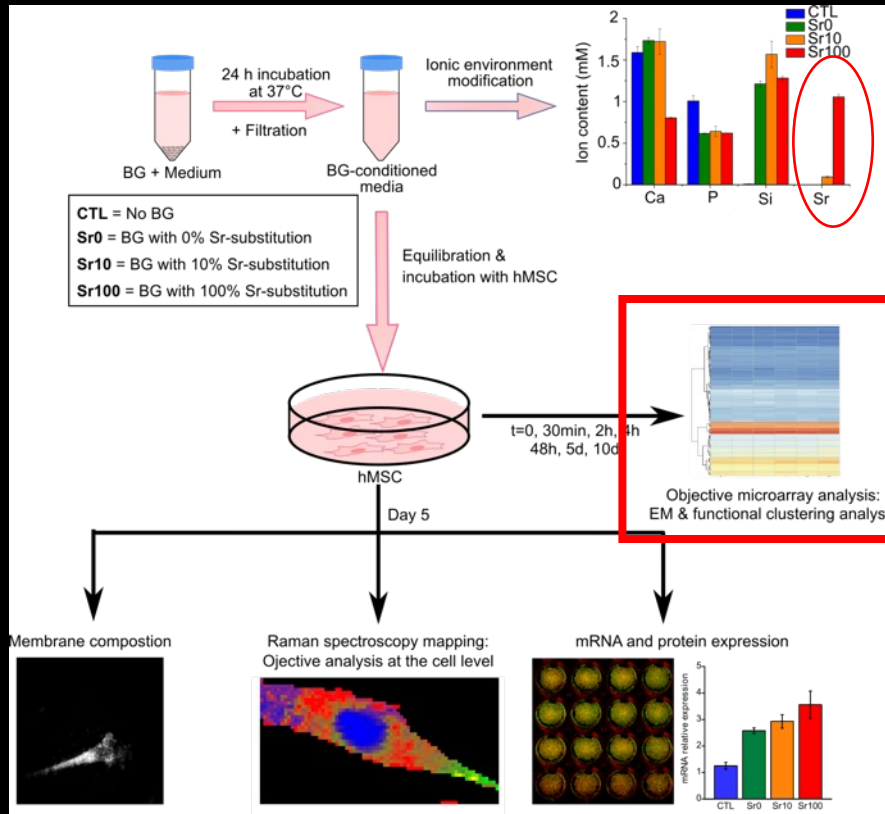 24 h incubation
at 37°C
+ Filtration
Ionic environment
modification
BG + Medium
BG-conditioned
media
CTL = No BG
Sr0 = BG with 0% Sr-substitution
Sr10 = BG with 10% Sr-substitution
Sr100 = BG with 100% Sr-substitution
Ion content (mM)
2
1.5
1
0.5
0
CTL
Sr0
Sr10
Sr100
Ca P Si Sr
Equilibration &
incubation with hMSC
hMSC
t=0, 30min, 2h, 4h
48h, 5d, 10d
Objective microarray analysis:
EM & functional clustering analys
Day 5
Membrane compostion
Raman spectroscopy mapping:
Ojective analysis at the cell level
mRNA and protein expression
mRNA relative expression
5
4
3
2
1
0
CTL Sr0 Sr10 Sr100